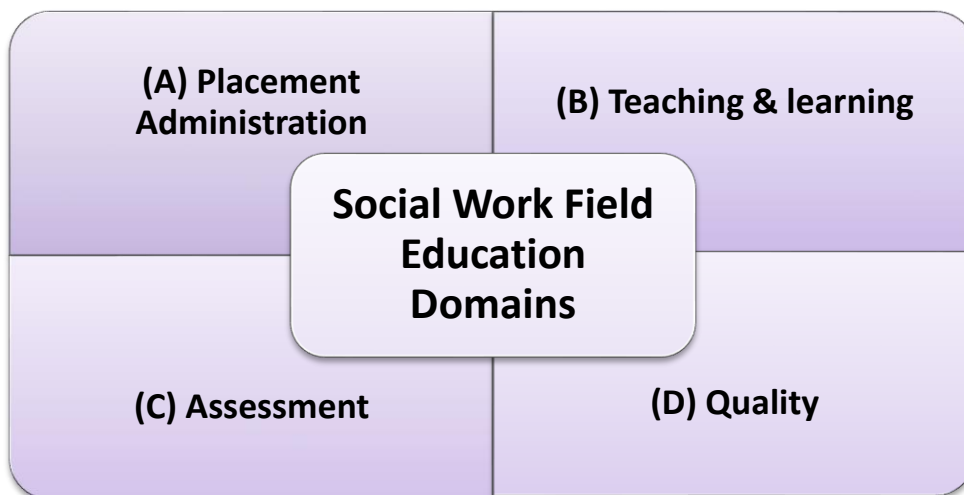 (A) Placement
Administration
(B) Teaching & learning
Social Work Field
Education
Domains
(C) Assessment
(D) Quality